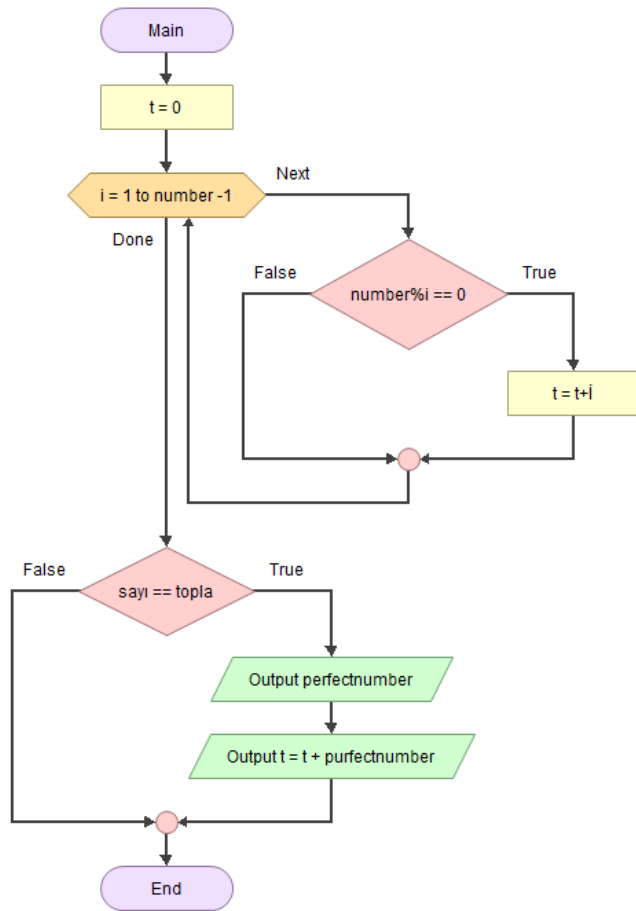 Main
t = 0
i = 1 to number -1
Next
Done
False
number%i == 0
True
t = t+İ
False
sayı == topla
True
Output perfectnumber
Output t = t + purfectnumber
End